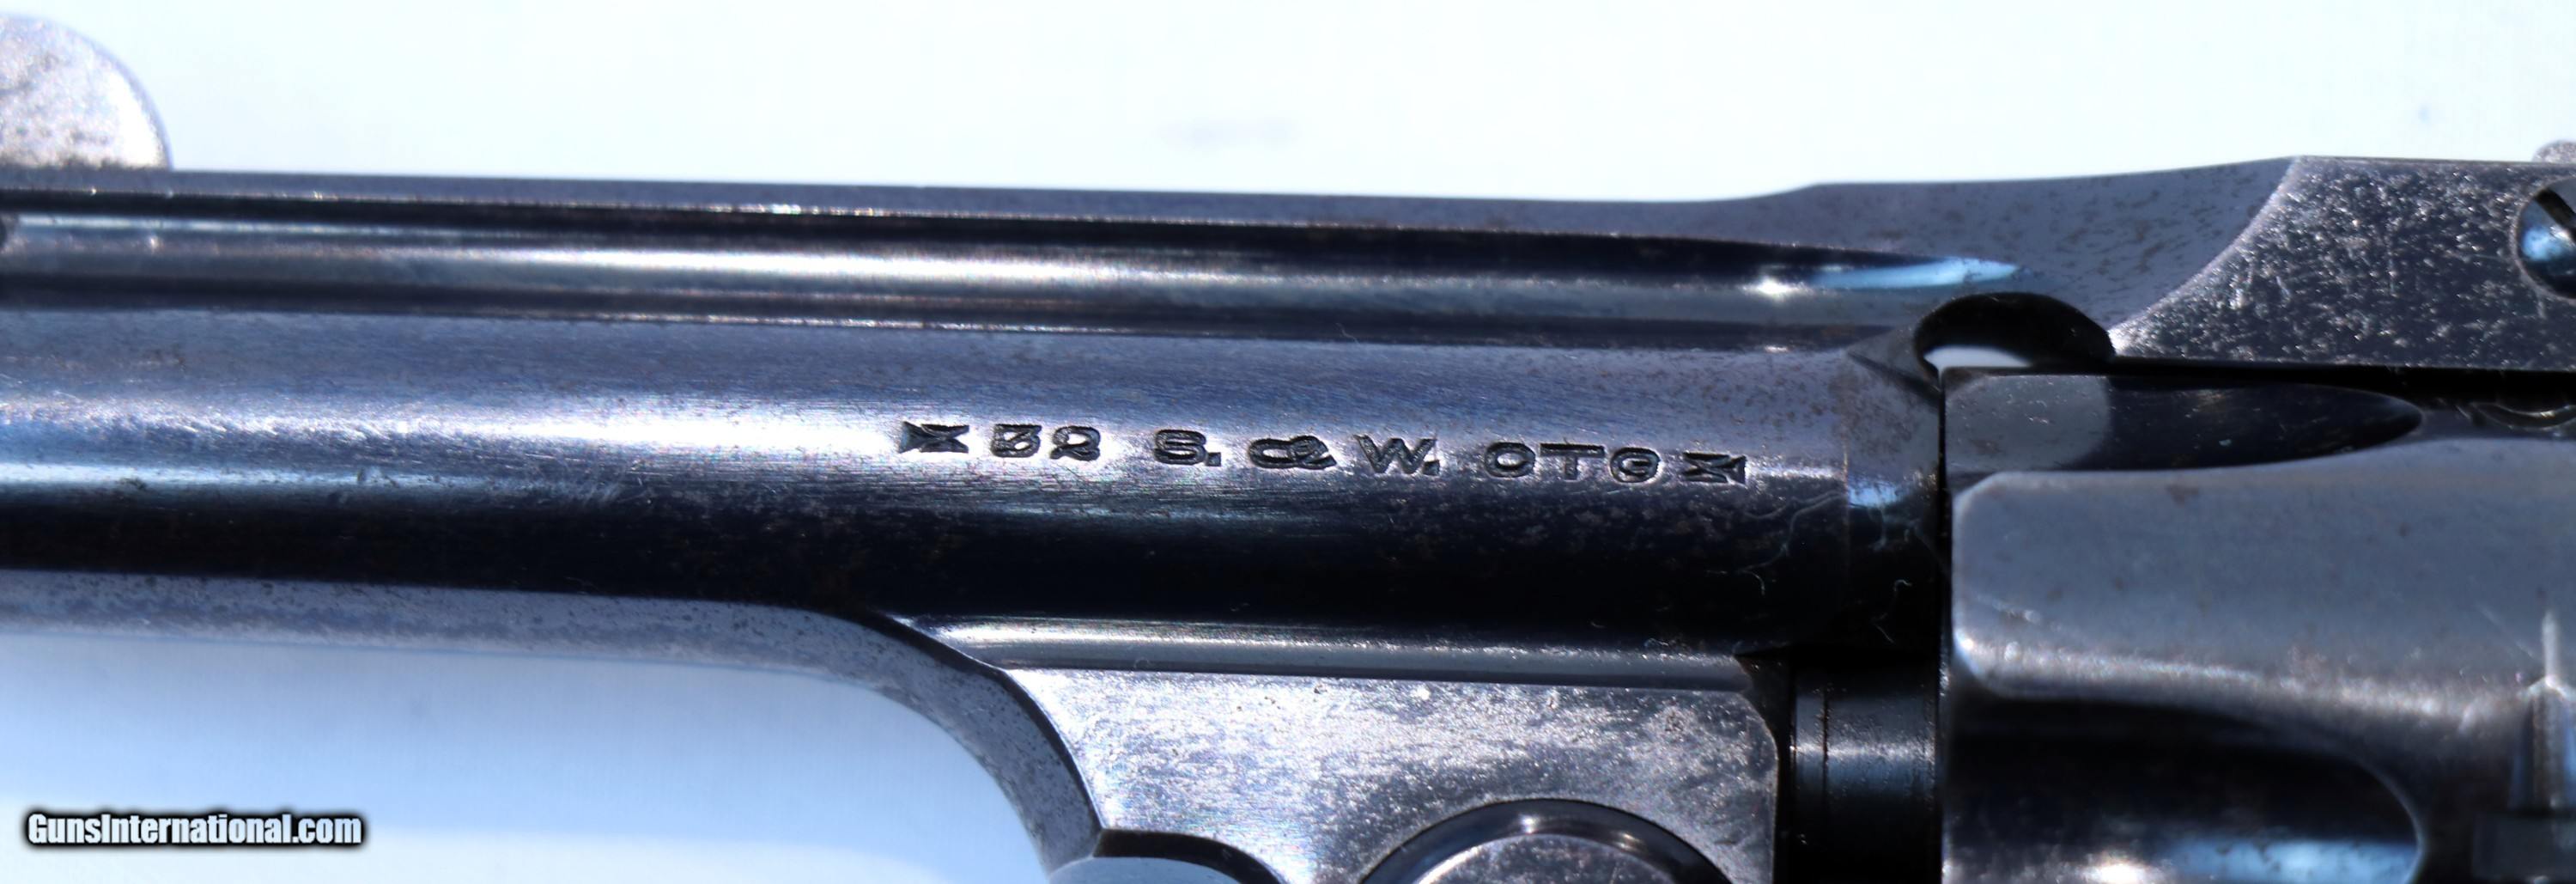 32 S.&W. CTG
GunsInternational.com